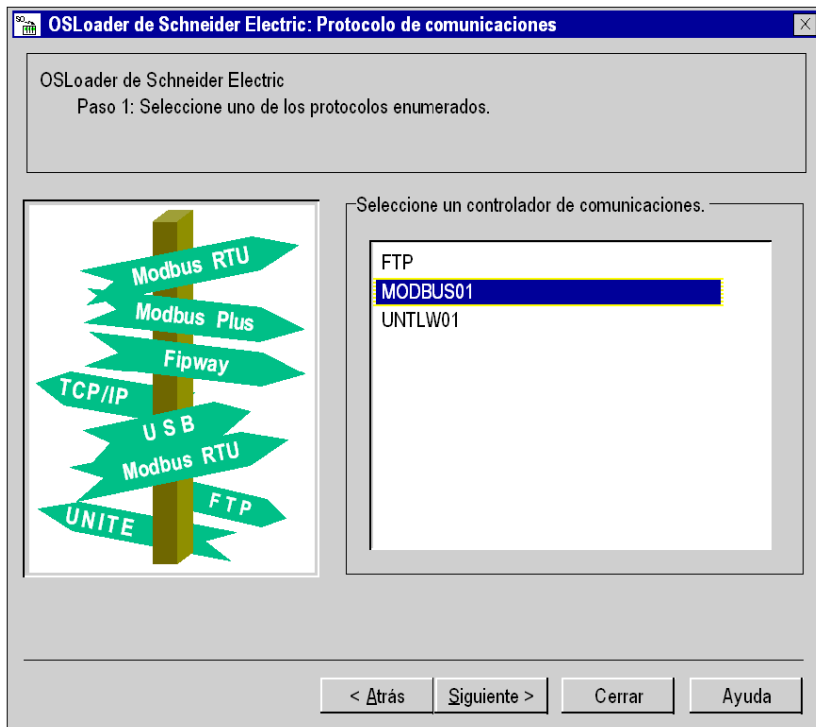 OSLoader de Schneider Electric: Protocolo de comunicaciones
OSLoader de Schneider Electric
Paso 1: Seleccione uno de los protocolos enumerados.
Modbus RTU
Modbus Plus
Fipway
TCP/IP
USB
Modbus RTU
FTP
UNITE
Seleccione un controlador de comunicaciones.
FTP
MODBUS01
UNTLW01
< Atrás
Siguiente >
Cerrar
Ayuda